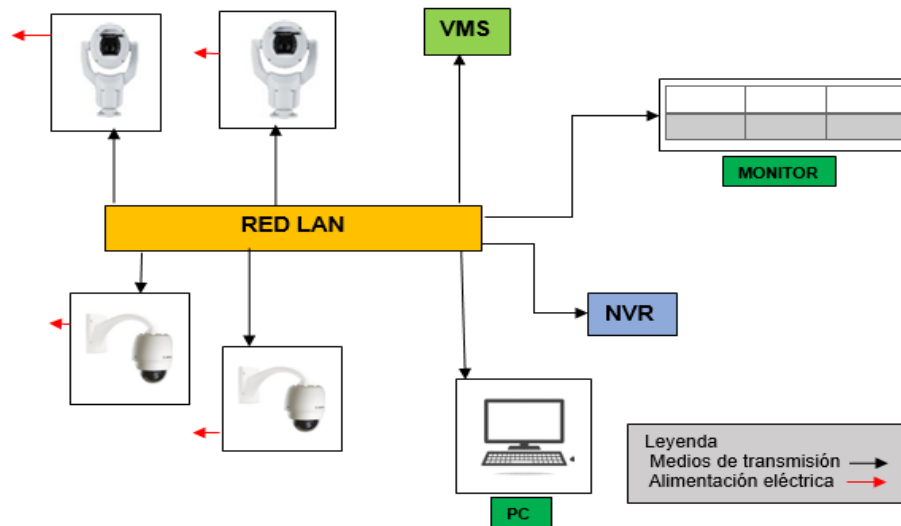 VMS
MONITOR
RED LAN
NVR
PC
Leyenda
Medios de transmisión
Alimentación eléctrica